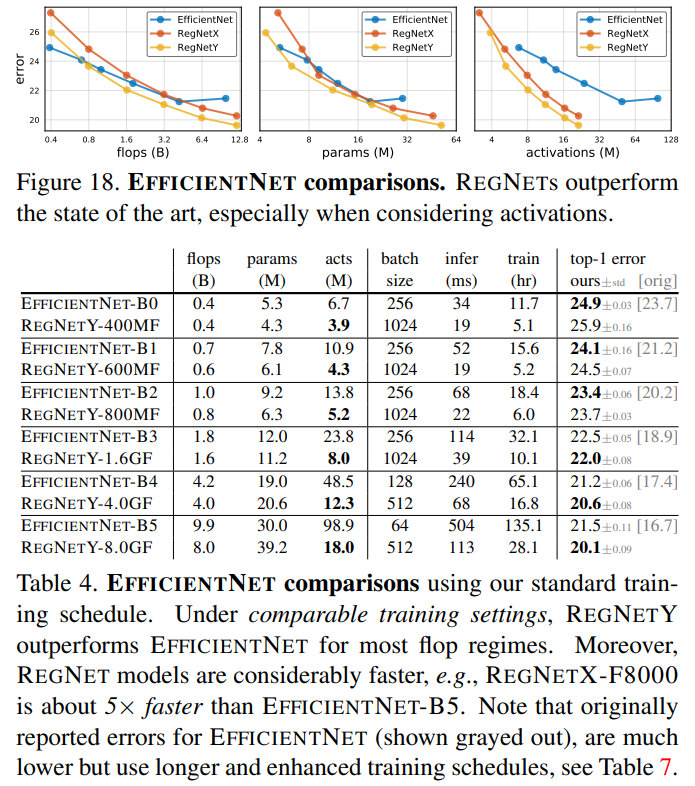 EfficientNet
RegNetX
RegNetY
26
24
22
20
error
0.4 0.8 1.6 3.2 6.4 12.8
flops (B)
EfficientNet
RegNetX
RegNetY
4 8 16 32 64
params (M)
EfficientNet
RegNetX
RegNetY
4 8 16 32 64 128
activations (M)
Figure 18. EFFICIENTNET comparisons. REGNETS outperform
the state of the art, especially when considering activations.
flops params acts batch infer train top-1 error
(B) (M) (M) size (ms) (hr) ours±std [orig]
EFFICIENTNET-B0 0.4 5.3 6.7 256 34 11.7 24.9±0.03 [23.7]
REGNETY-400MF 0.4 4.3 3.9 1024 19 5.1 25.9±0.16
EFFICIENTNET-B1 0.7 7.8 10.9 256 52 15.6 24.1±0.16 [21.2]
REGNETY-600MF 0.6 6.1 4.3 1024 19 5.2 24.5±0.07
EFFICIENTNET-B2 1.0 9.2 13.8 256 68 18.4 23.4±0.06 [20.2]
REGNETY-800MF 0.8 6.3 5.2 1024 22 6.0 23.7±0.03
EFFICIENTNET-B3 1.8 12.0 23.8 256 114 32.1 22.5±0.05 [18.9]
REGNETY-1.6GF 1.6 11.2 8.0 1024 39 10.1 22.0±0.08
EFFICIENTNET-B4 4.2 19.0 48.5 128 240 65.1 21.2±0.06 [17.4]
REGNETY-4.0GF 4.0 20.6 12.3 512 68 16.8 20.6±0.08
EFFICIENTNET-B5 9.9 30.0 98.9 64 504 135.1 21.5±0.11 [16.7]
REGNETY-8.0GF 8.0 39.2 18.0 512 113 28.1 20.1±0.09
Table 4. EFFICIENTNET comparisons using our standard train-
ing schedule. Under comparable training settings, REGNETY
outperforms EFFICIENTNET for most flop regimes. Moreover,
REGNET models are considerably faster, e.g., REGNETX-F8000
is about 5× faster than EFFICIENTNET-B5. Note that originally
reported errors for EFFICIENTNET (shown grayed out), are much
lower but use longer and enhanced training schedules, see Table 7.